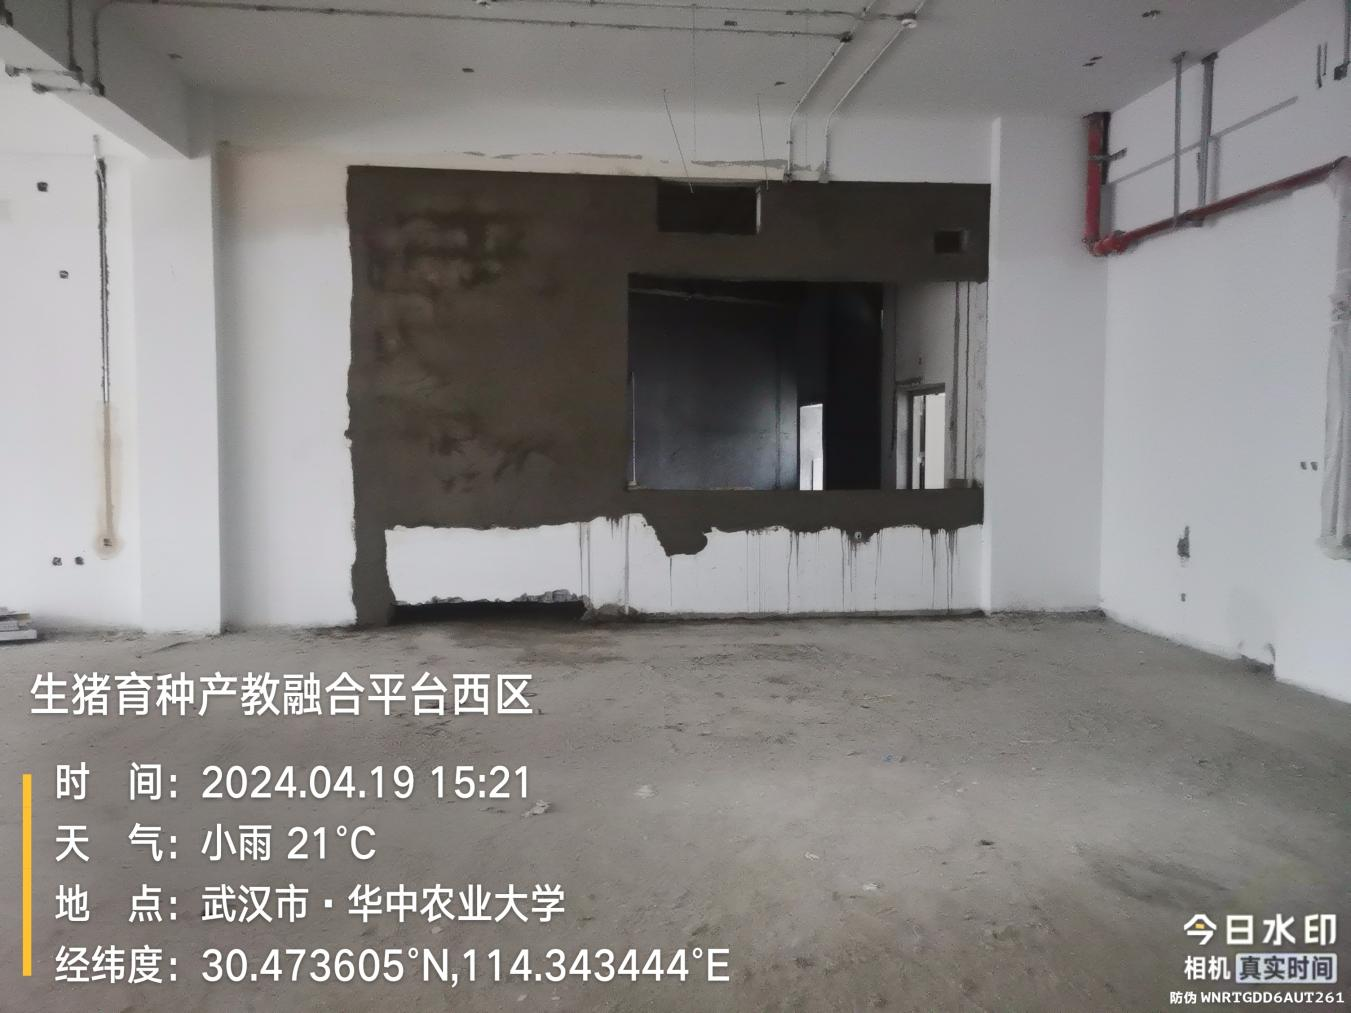 生猪育种产教融合平台西区
时 间：2024.04.19 15:21
天 气：小雨 21°C
地 点：武汉市·华中农业大学
经纬度：30.473605°N,114.343444°E
今日水印
相机 真实时间
防伪 WNRTGDD6AUT261